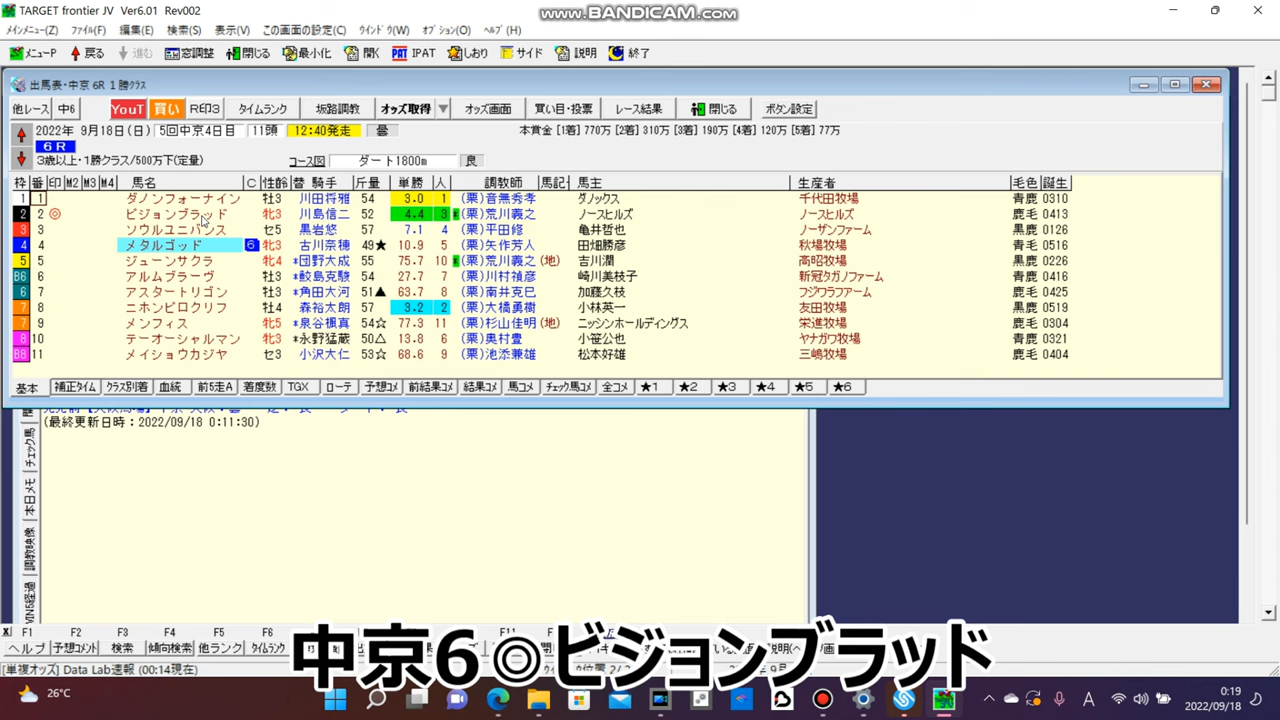 TARGET frontier JV Ver6.01 Rev002
www.BANDICAM.com
メインメニュー(Z) ファイル(F) 編集(E) 検索(S) 表示(V) この画面の設定(C) ウインドウ(W) オプション(O) ヘルプ(H)
メニューP 戻る 進む 窓調整 閉じる 最小化 開く PAT IPAT しおり サイド 説明 終了
出馬表・中京 6R 1勝クラス
他レース 中6 YouT 買い R印3 タイムランク 坂路調教 オッズ取得 オッズ画面 買い目・投票 レース結果 閉じる ボタン設定
2022年 9月18日(日) 5回中京4日目 11頭 12:40発走 曇 本賞金 [1着] 770万 [2着] 310万 [3着] 190万 [4着] 120万 [5着] 77万
6R
3歳以上・1勝クラス/500万下(定量) コース図 ダート1800m 良
枠 番 印 M2 M3 M4 馬名 C 性齢 替 騎手 斤量 単勝 人 調教師 馬記 馬主 生産者 毛色 誕生
1 1 ダノンフォーナイン 牡3 川田将雅 54 3.0 1 (栗)音無秀孝 ダノックス 千代田牧場 青鹿 0310
2 2 ◎ ビジョンブラッド 牝3 川島信二 52 4.4 3 * (栗)荒川義之 ノースヒルズ ノースヒルズ 鹿毛 0413
3 3 ソウルユニバンス セ5 黒岩悠 57 7.1 4 (栗)平田修 亀井哲也 ノーザンファーム 黒鹿 0126
4 4 メタルゴッド 6 牝3 古川奈穂 49★ 10.9 5 (栗)矢作芳人 田畑勝彦 秋場牧場 青毛 0516
5 5 ジューンサクラ 牝4 *団野大成 55 75.7 10 * (栗)荒川義之 (地) 吉川潤 高昭牧場 黒鹿 0226
B6 6 アルムブラーヴ 牡3 *鮫島克駿 54 27.7 7 (栗)川村禎彦 崎川美枝子 新冠タガノファーム 青鹿 0416
6 7 アスタートリゴン 牡3 *角田大河 51▲ 63.7 8 (栗)南井克巳 加藤久枝 フジワラファーム 鹿毛 0425
7 8 ニホンピロクリフ 牡4 森裕太朗 57 3.2 2 (栗)大橋勇樹 小林英一 友田牧場 青鹿 0519
7 9 メンフィス 牝5 *泉谷楓真 54☆ 77.3 11 (栗)杉山佳明 (地) ニッシンホールディングス 栄進牧場 鹿毛 0304
8 10 テーオーシャルマン 牝3 *永野猛蔵 50△ 13.8 6 (栗)奥村豊 小笹公也 ヤナガワ牧場 青鹿 0321
B8 11 メイショウカジヤ セ3 小沢大仁 53☆ 68.6 9 (栗)池添兼雄 松本好雄 三嶋牧場 鹿毛 0404
基本 補正タイム クラス別着 血統 前5走A 着度数 TGX ローテ 予想コメ 前結果コメ 結果コメ 馬コメ チェック馬コメ 全コメ ★1 ★2 ★3 ★4 ★5 ★6
(最終更新日時：2022/09/18 0:11:30)
チェック馬
本日メモ
調教映像
WIN5経過
X F1 F2 F3 F4 F5 F6 F11
ヘルプ 予想コメント 検索 傾向検索 他ランク タイムランク
中京6◎ビジョンブラッド
[単複オッズ] Data Lab速報 (00:14現在)
26°C
A
0:19
2022/09/18